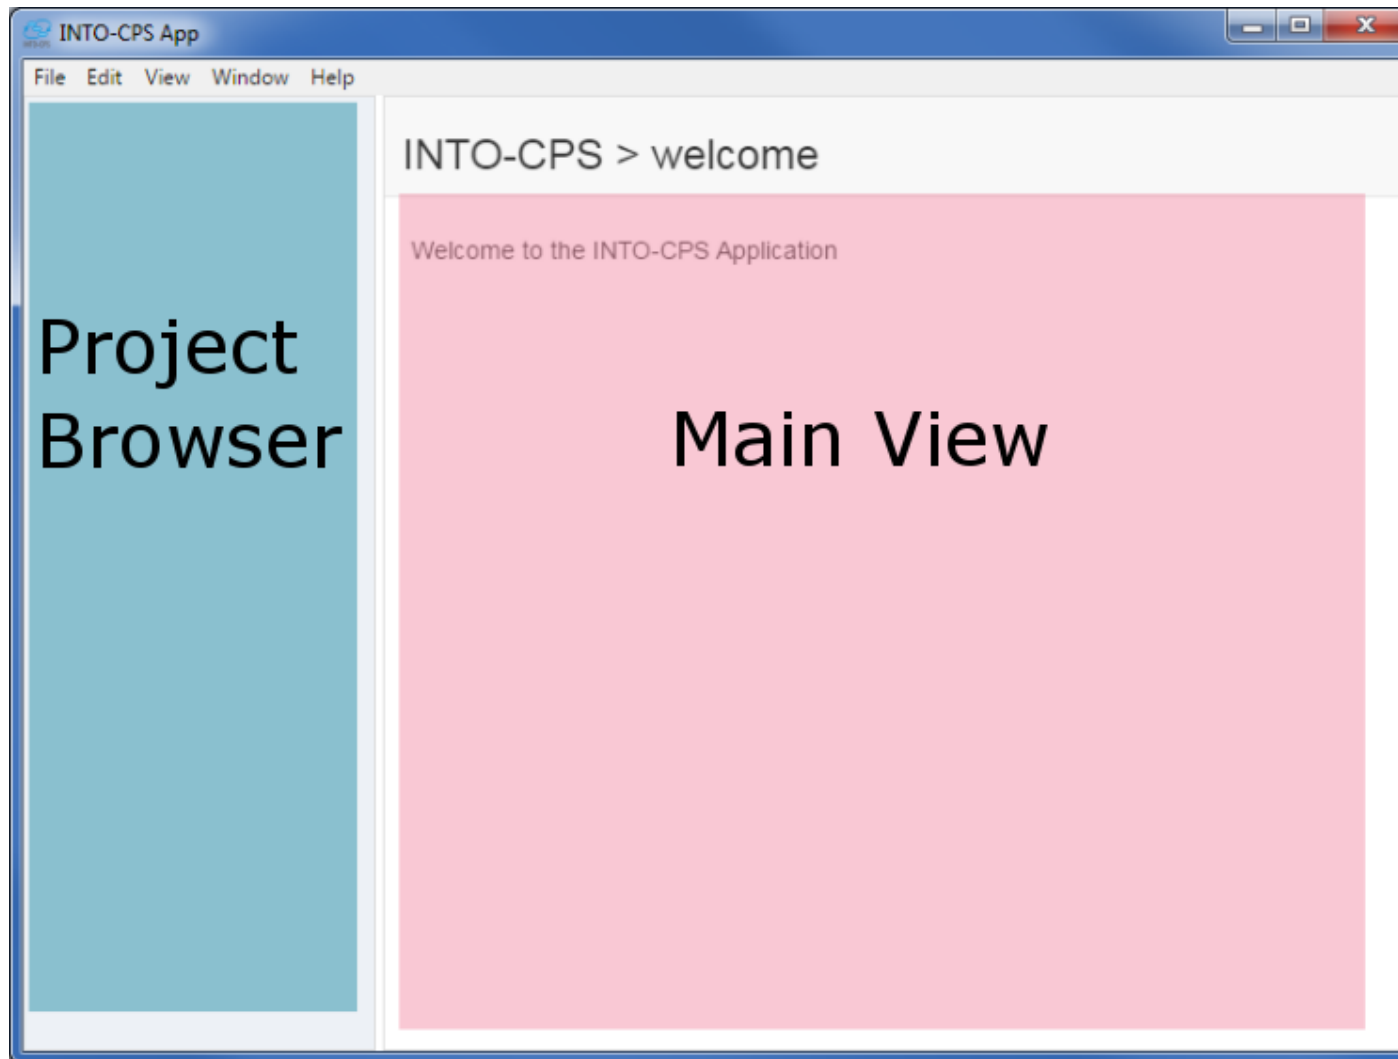 INTO-CPS App
File Edit View Window Help
INTO-CPS > welcome
Welcome to the INTO-CPS Application
Project
Browser
Main View